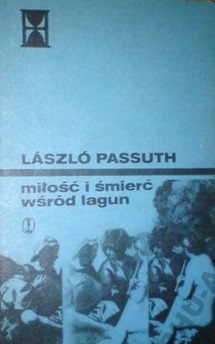 LÁSZLÓ PASSUTH
miłość i śmierć
wśród lagun